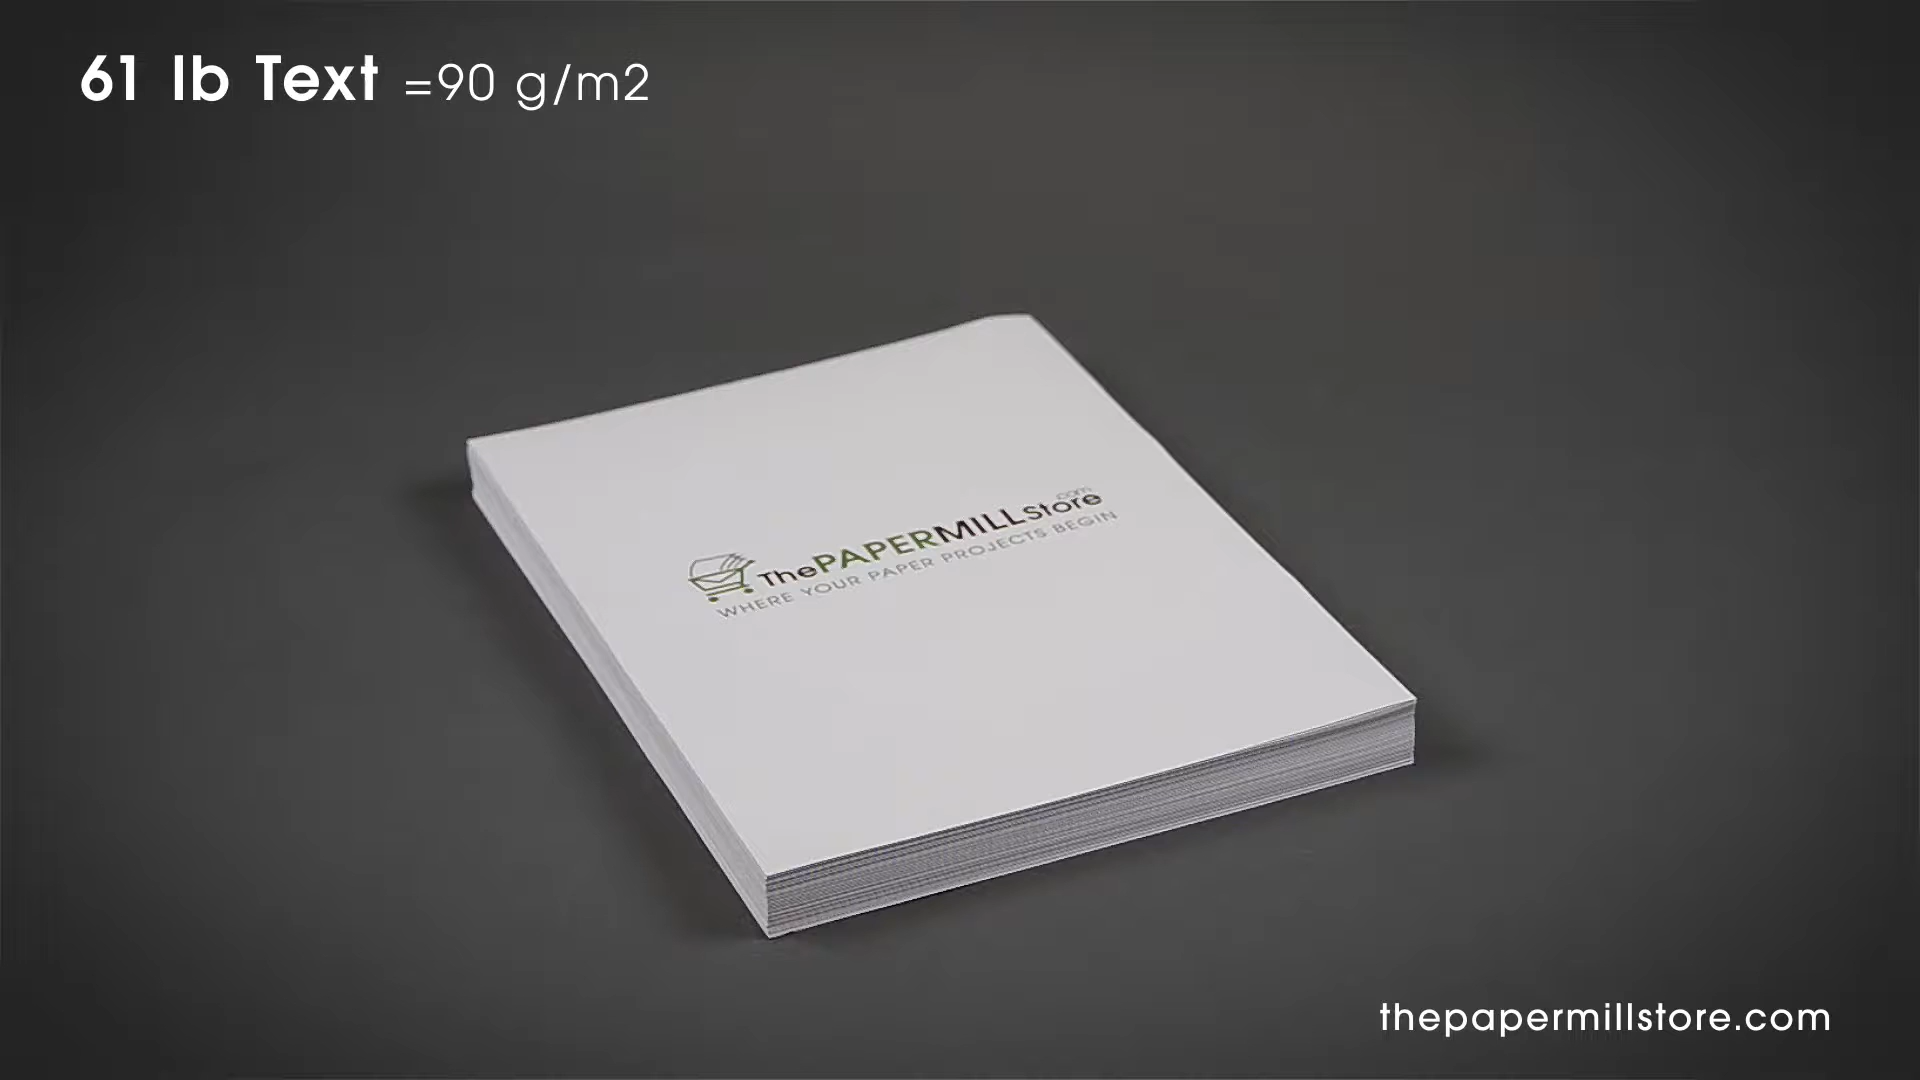 61 lb Text =90 g/m2
.com
ThePAPERMILLStore
WHERE YOUR PAPER PROJECTS BEGIN
thepapermillstore.com